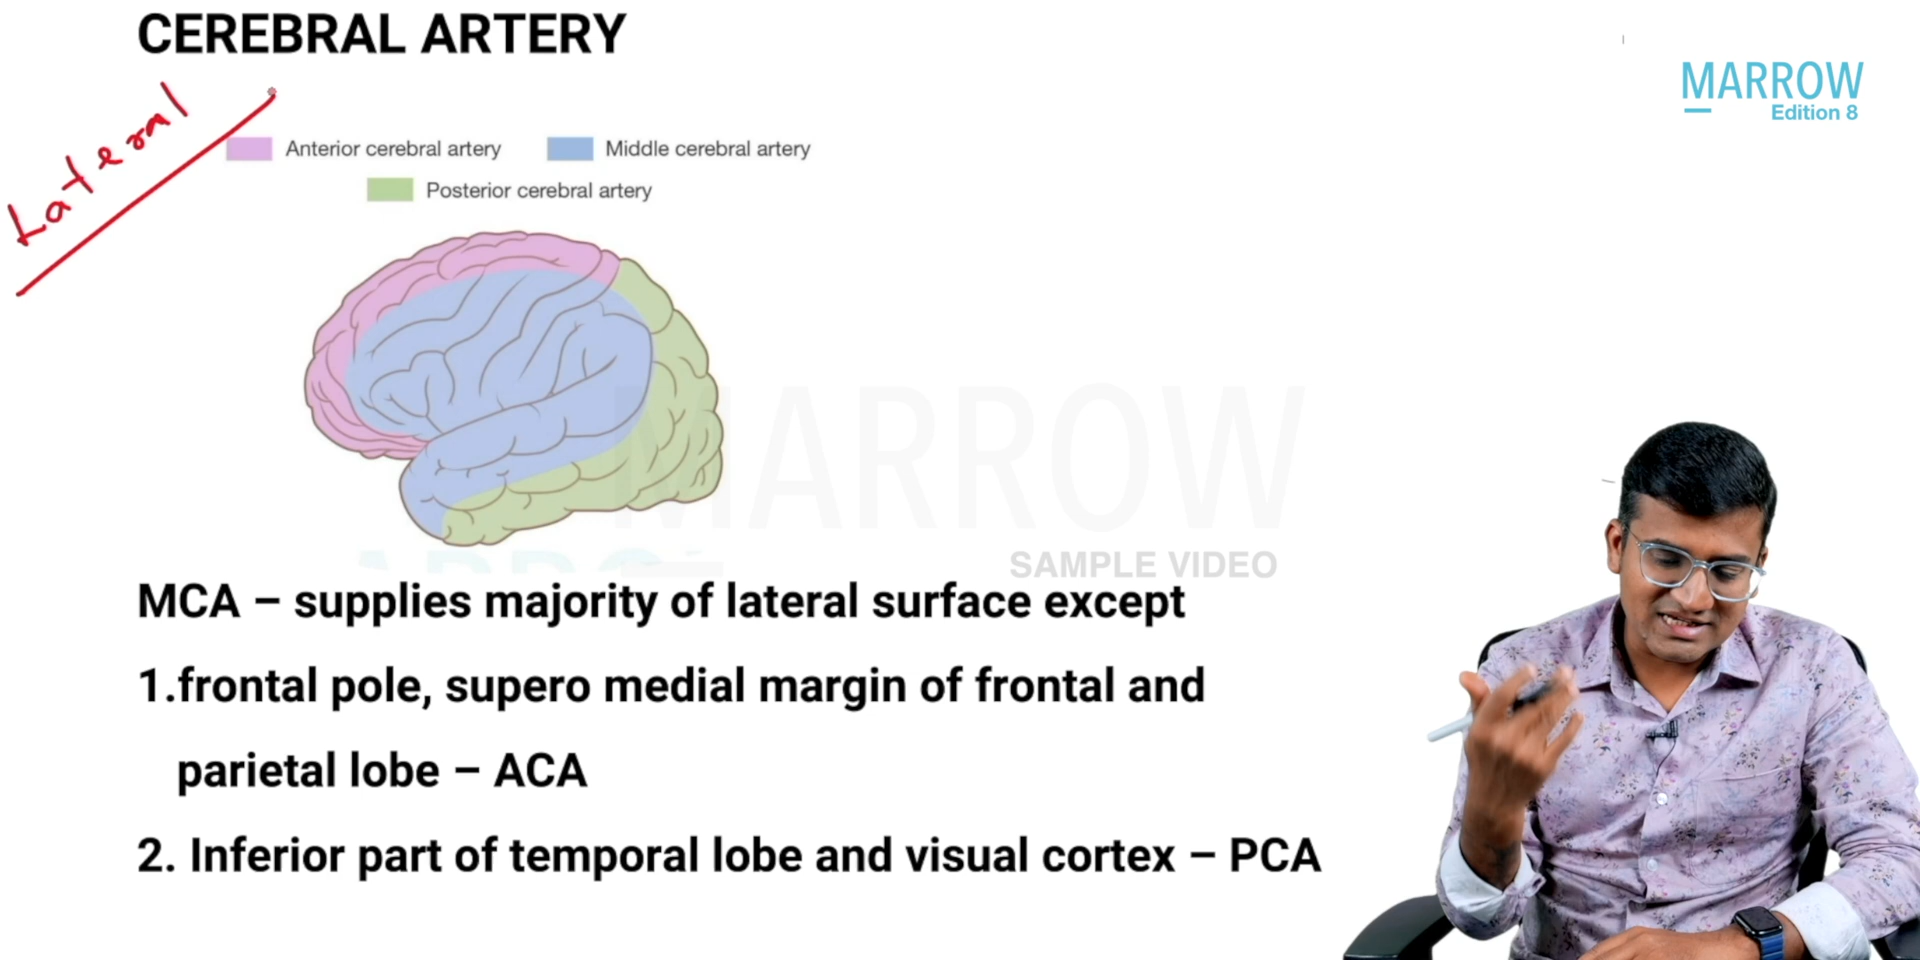 CEREBRAL ARTERY
MARROW
Edition 8
Lateral
Anterior cerebral artery
Middle cerebral artery
Posterior cerebral artery
MARROW
SAMPLE VIDEO
MCA – supplies majority of lateral surface except
1.frontal pole, supero medial margin of frontal and
parietal lobe – ACA
2. Inferior part of temporal lobe and visual cortex – PCA